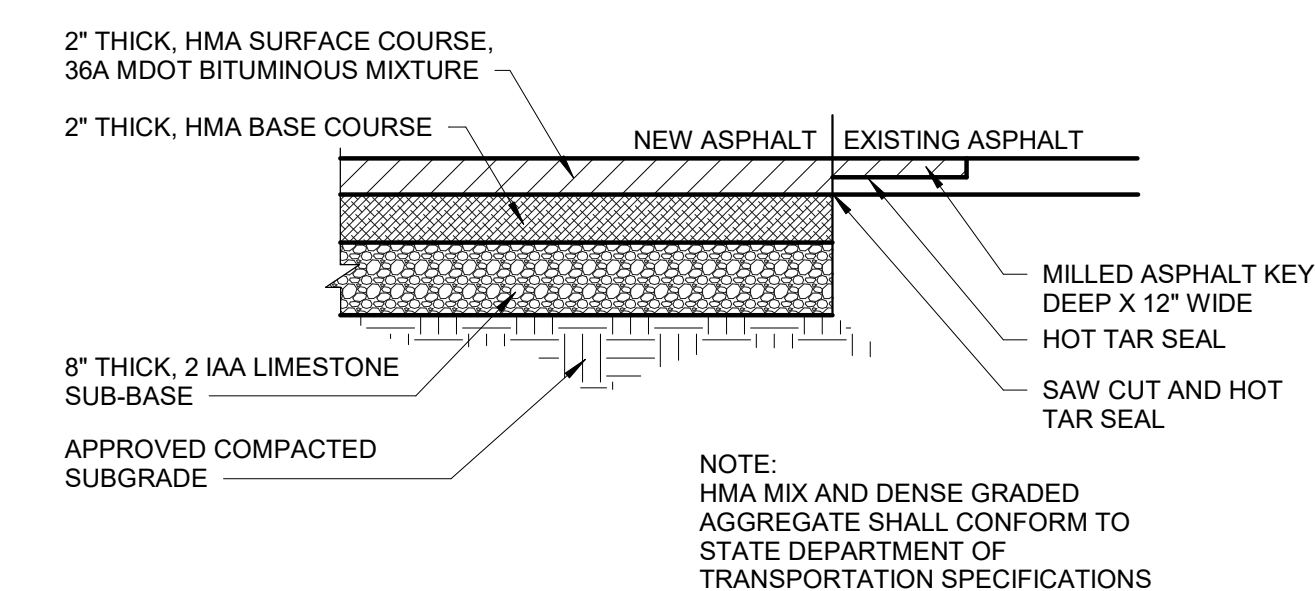 2" THICK, HMA SURFACE COURSE,
36A MDOT BITUMINOUS MIXTURE
2" THICK, HMA BASE COURSE
NEW ASPHALT
EXISTING ASPHALT
MILLED ASPHALT KEY
DEEP X 12" WIDE
HOT TAR SEAL
SAW CUT AND HOT
TAR SEAL
8" THICK, 2 IAA LIMESTONE
SUB-BASE
APPROVED COMPACTED
SUBGRADE
NOTE:
HMA MIX AND DENSE GRADED
AGGREGATE SHALL CONFORM TO
STATE DEPARTMENT OF
TRANSPORTATION SPECIFICATIONS